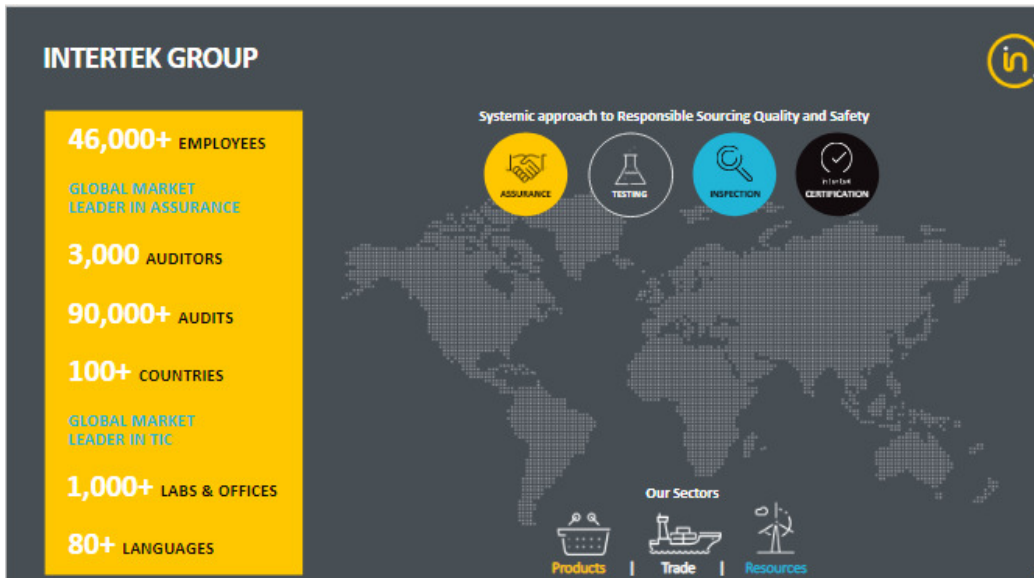 INTERTEK GROUP
in
46,000+ EMPLOYEES
GLOBAL MARKET
LEADER IN ASSURANCE
3,000 AUDITORS
90,000+ AUDITS
100+ COUNTRIES
GLOBAL MARKET
LEADER IN TIC
1,000+ LABS & OFFICES
80+ LANGUAGES
Systemic approach to Responsible Sourcing Quality and Safety
ASSURANCE
TESTING
INSPECTION
intertek
CERTIFICATION
Our Sectors
Products | Trade | Resources